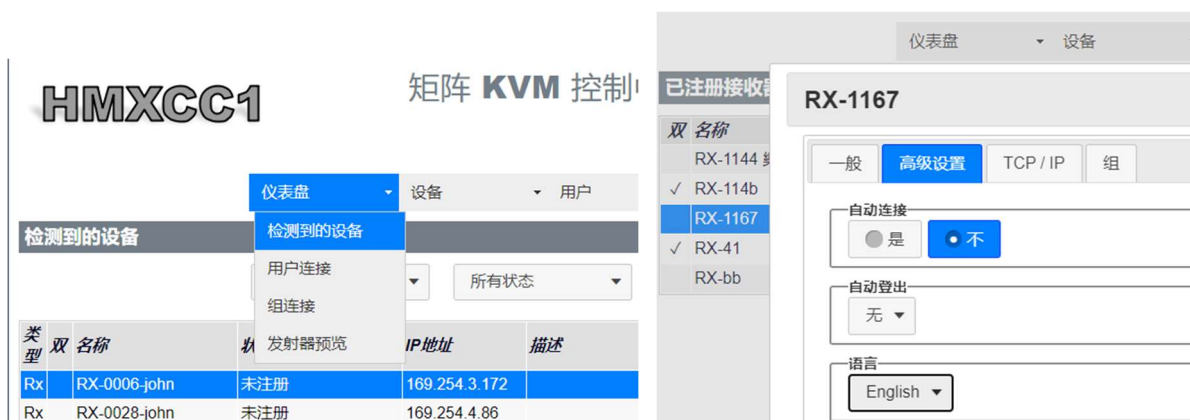 HMXCC1
矩阵 KVM 控制
仪表盘 设备 用户
检测到的设备
检测到的设备
用户连接
组连接
发射器预览
所有状态
类型 双 名称 IP地址 描述
Rx RX-0006-john 未注册 169.254.3.172
Rx RX-0028-john 未注册 169.254.4.86
仪表盘 设备
已注册接收
双 名称
RX-1144
✓ RX-114b
RX-1167
✓ RX-41
RX-bb
RX-1167
一般 高级设置 TCP / IP 组
自动连接
是 不
自动登出
无
语言
English